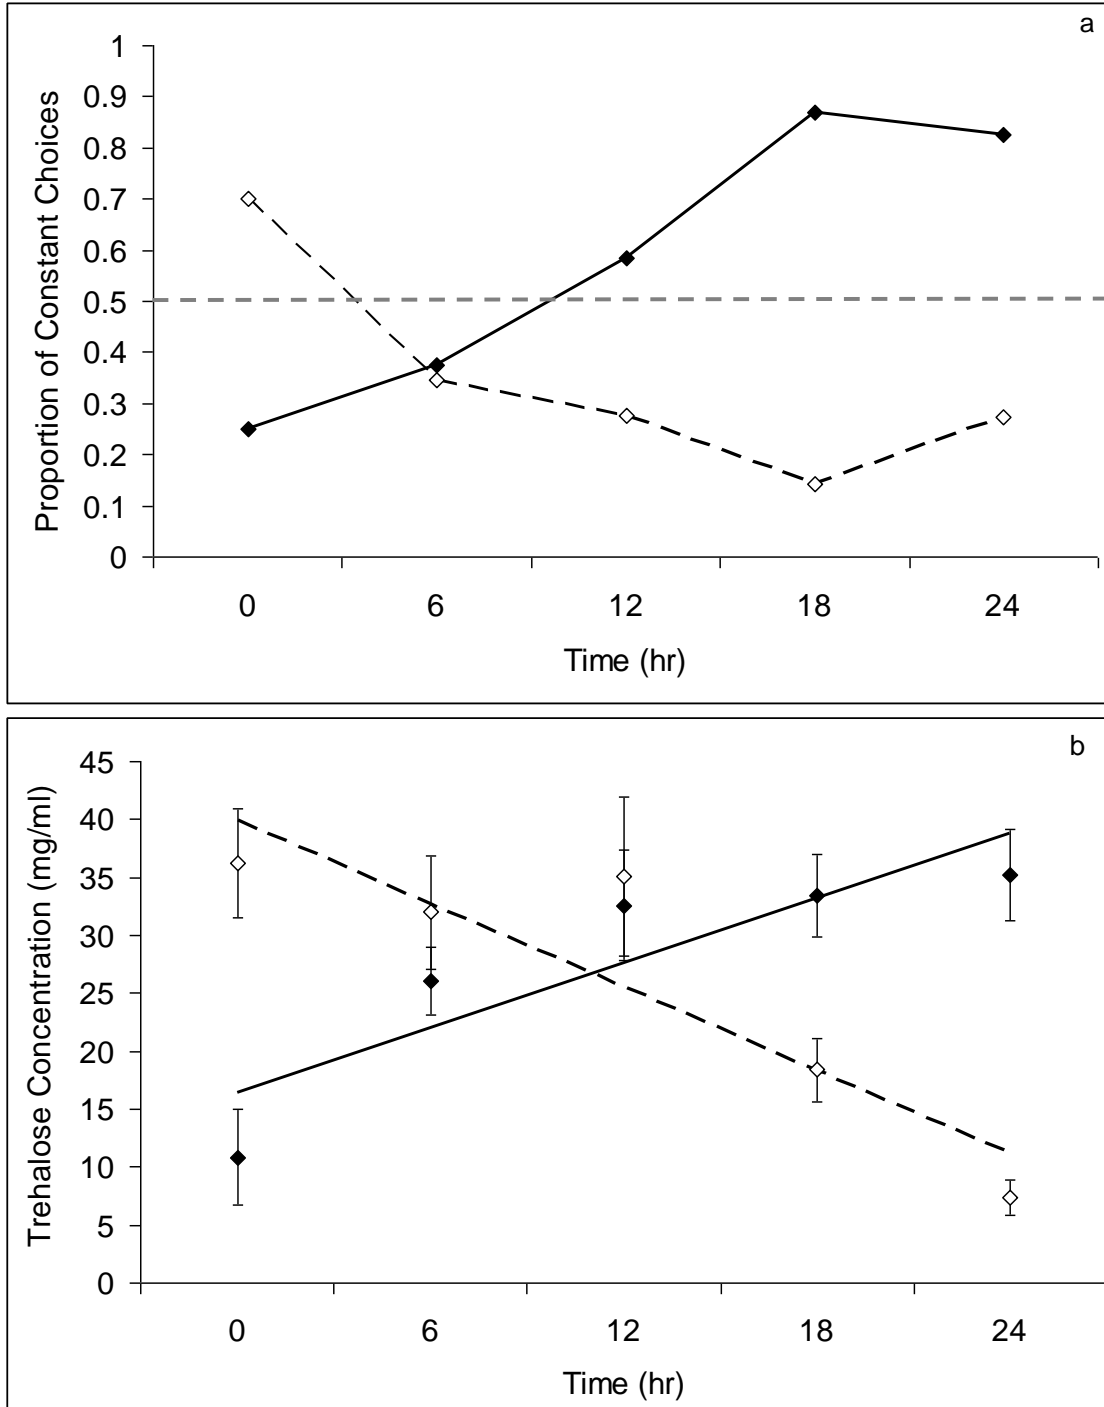 a
1
0.9
0.8
0.7
0.6
0.5
0.4
0.3
0.2
0.1
0
Proportion of Constant Choices
0 6 12 18 24
Time (hr)
b
45
40
35
30
25
20
15
10
5
0
Trehalose Concentration (mg/ml)
0 6 12 18 24
Time (hr)